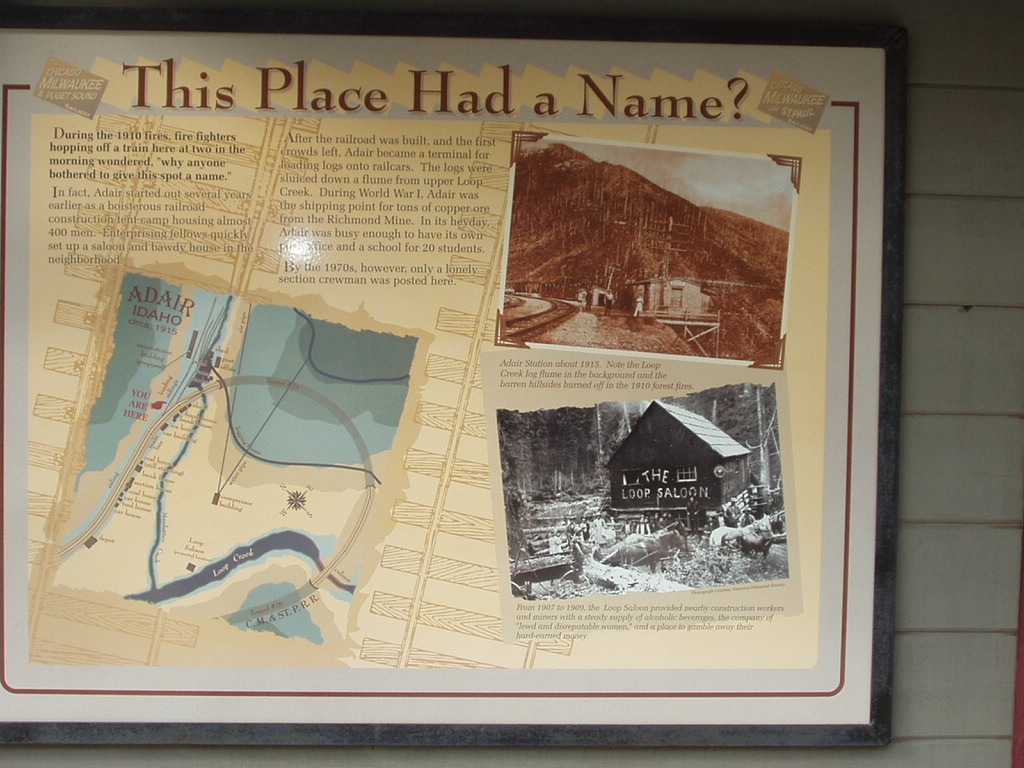 CHICAGO
MILWAUKEE
PUGET SOUND
This Place Had a Name?
CHICAGO
MILWAUKEE
ST PAUL
During the 1910 fires, fire fighters
hopping off a train here at two in the
morning wondered, "why anyone
bothered to give this spot a name."
In fact, Adair started out several years
earlier as a boisterous railroad
construction tent-camp housing almost
400 men. Enterprising fellows quickly
set up a saloon and bawdy house in the
neighborhood
After the railroad was built, and the first
crowds left, Adair became a terminal for
loading logs onto railcars. The logs were
sluiced down a flume from upper Loop
Creek. During World War I, Adair was
the shipping point for tons of copper ore
from the Richmond Mine. In its heyday,
Adair was busy enough to have its own
office and a school for 20 students.
By the 1970s, however, only a lonely
section crewman was posted here.
Adair Station about 1915. Note the Loop
Creek log flume in the background and the
barren hillsides burned off in the 1910 forest fires.
THE
LOOP SALOON
From 1907 to 1909, the Loop Saloon provided nearby construction workers
and miners with a steady supply of alcoholic beverages, the company of
"lewd and disreputable women," and a place to gamble away their
hard-earned money.
ADAIR
IDAHO
circa, 1915
YOU
ARE
HERE
depot
Loop
Saloon
building
Loop Creek
C. M. & ST. P. R. R.